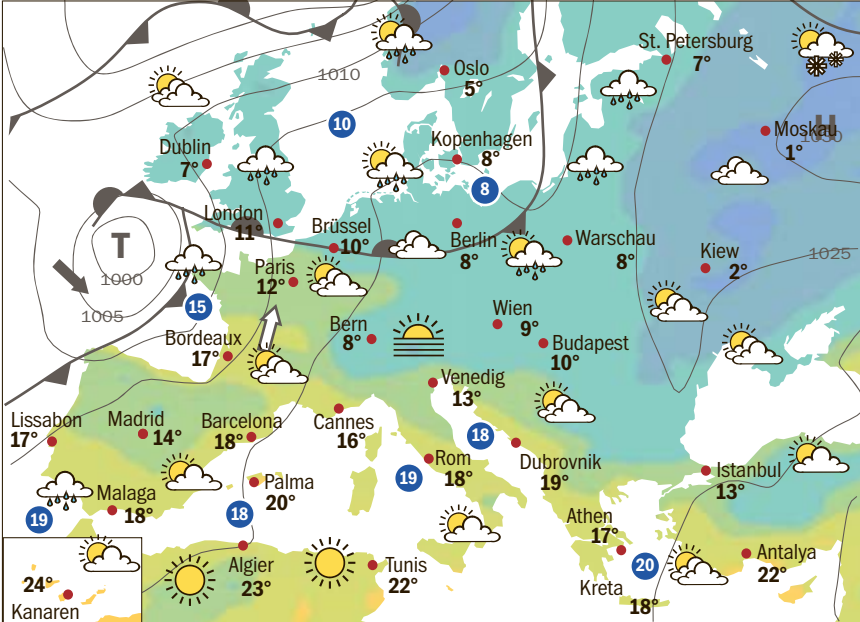 St. Petersburg
7°
Oslo
5°
1010
10
H
Moskau
1030
1°
Dublin
7°
Kopenhagen
8°
8
London
11°
Brüssel
10°
Berlin
8°
Warschau
8°
Kiew
2°
1025
T
1000
1005
Paris
12°
15
Bordeaux
17°
Bern
8°
Wien
9°
Budapest
10°
Venedig
13°
Lissabon
17°
Madrid
14°
Barcelona
18°
Cannes
16°
18
Rom
18°
19
Dubrovnik
19°
Istanbul
13°
Palma
20°
Malaga
18°
19
18
Athen
17°
Algier
23°
Tunis
22°
20
Antalya
22°
Kreta
18°
24°
Kanaren